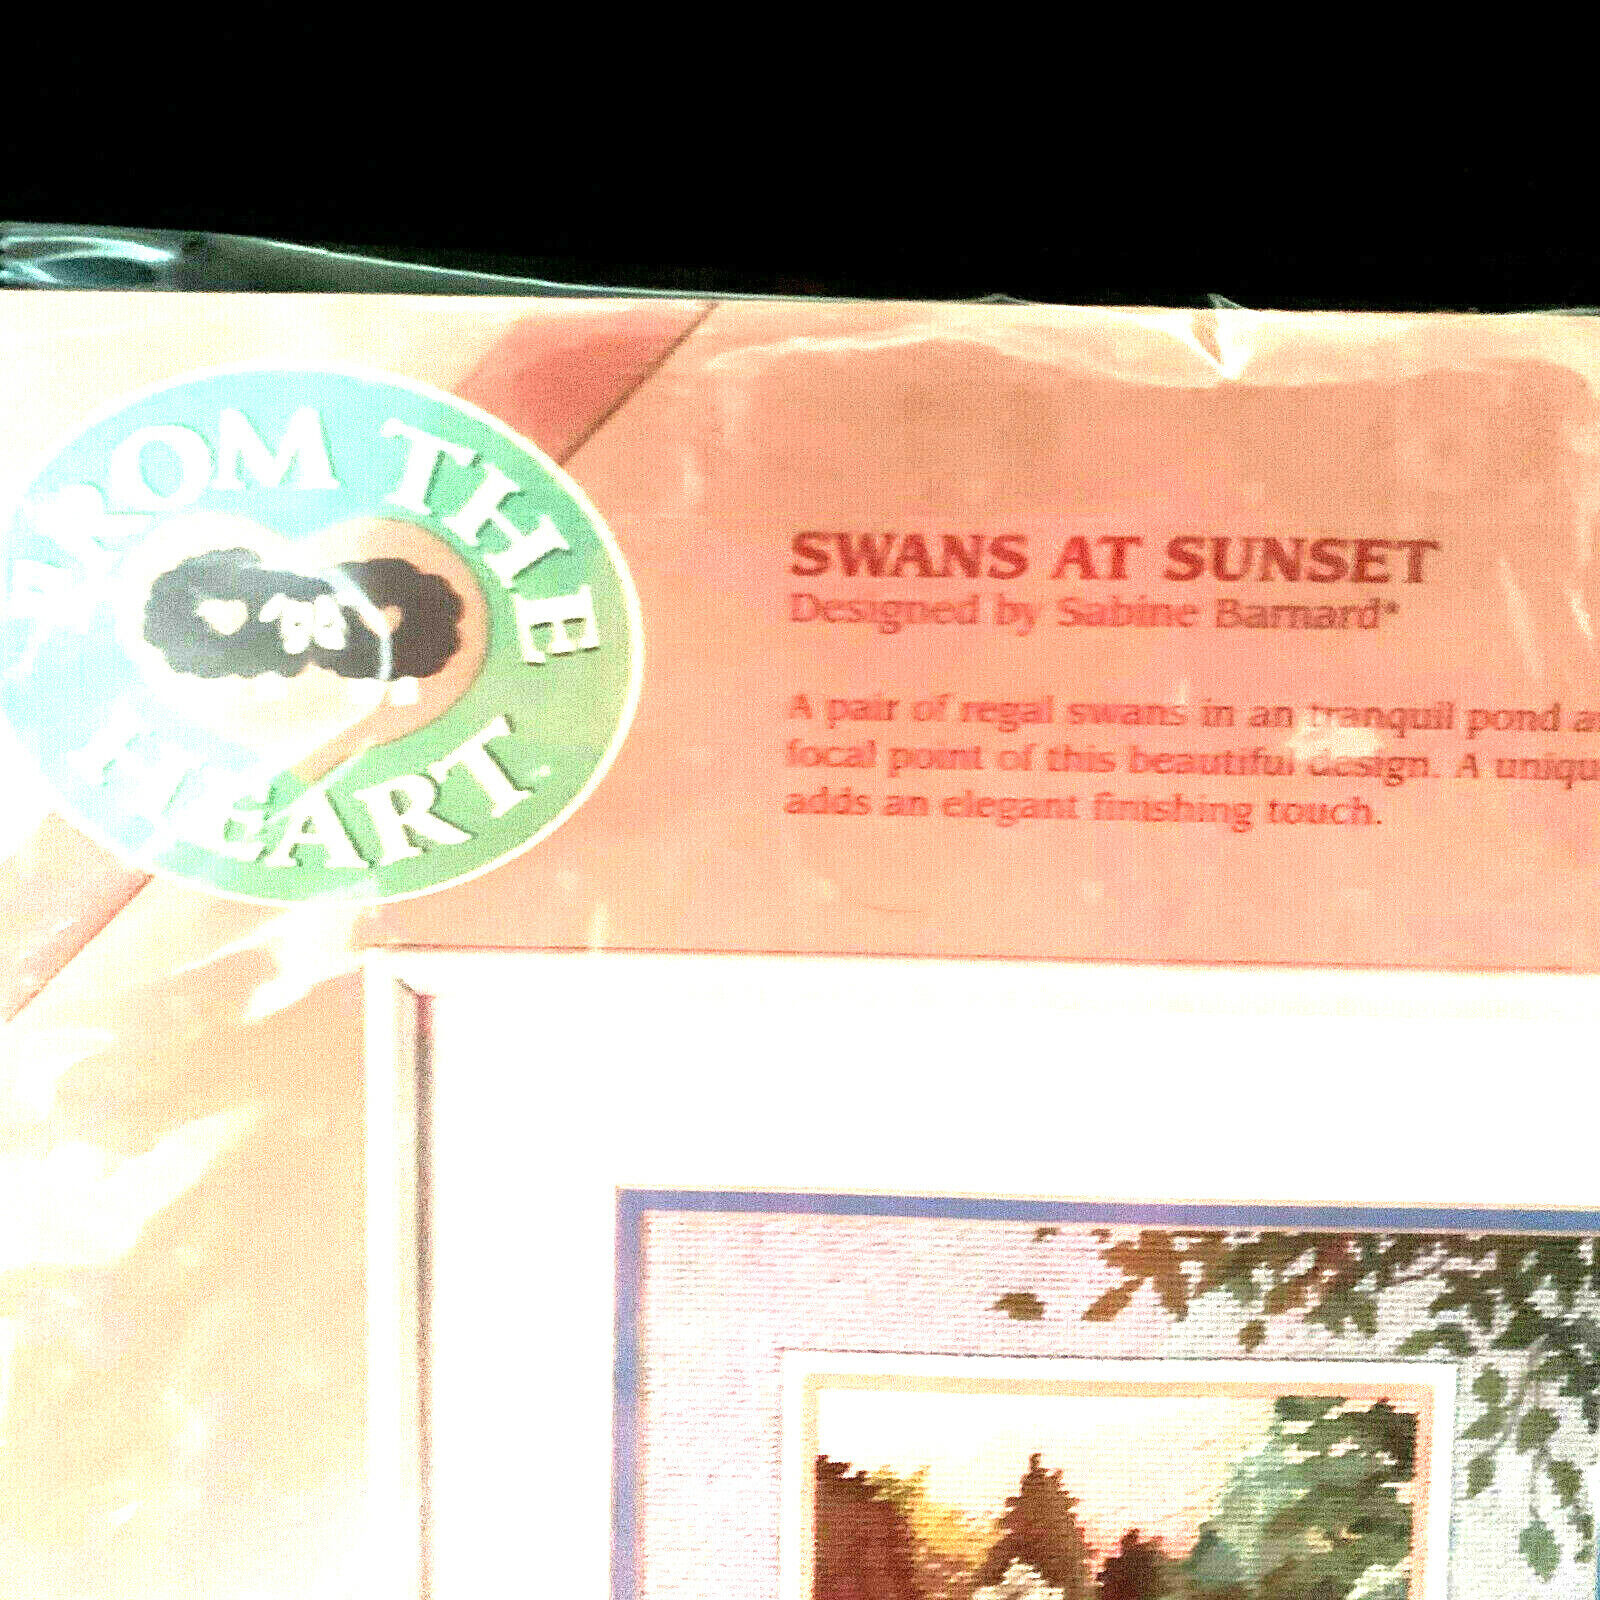 FROM THE
HEART
SWANS AT SUNSET
Designed by Sabine Barnard*
A pair of regal swans in an tranquil pond
focal point of this beautiful design. A
adds an elegant finishing touch.